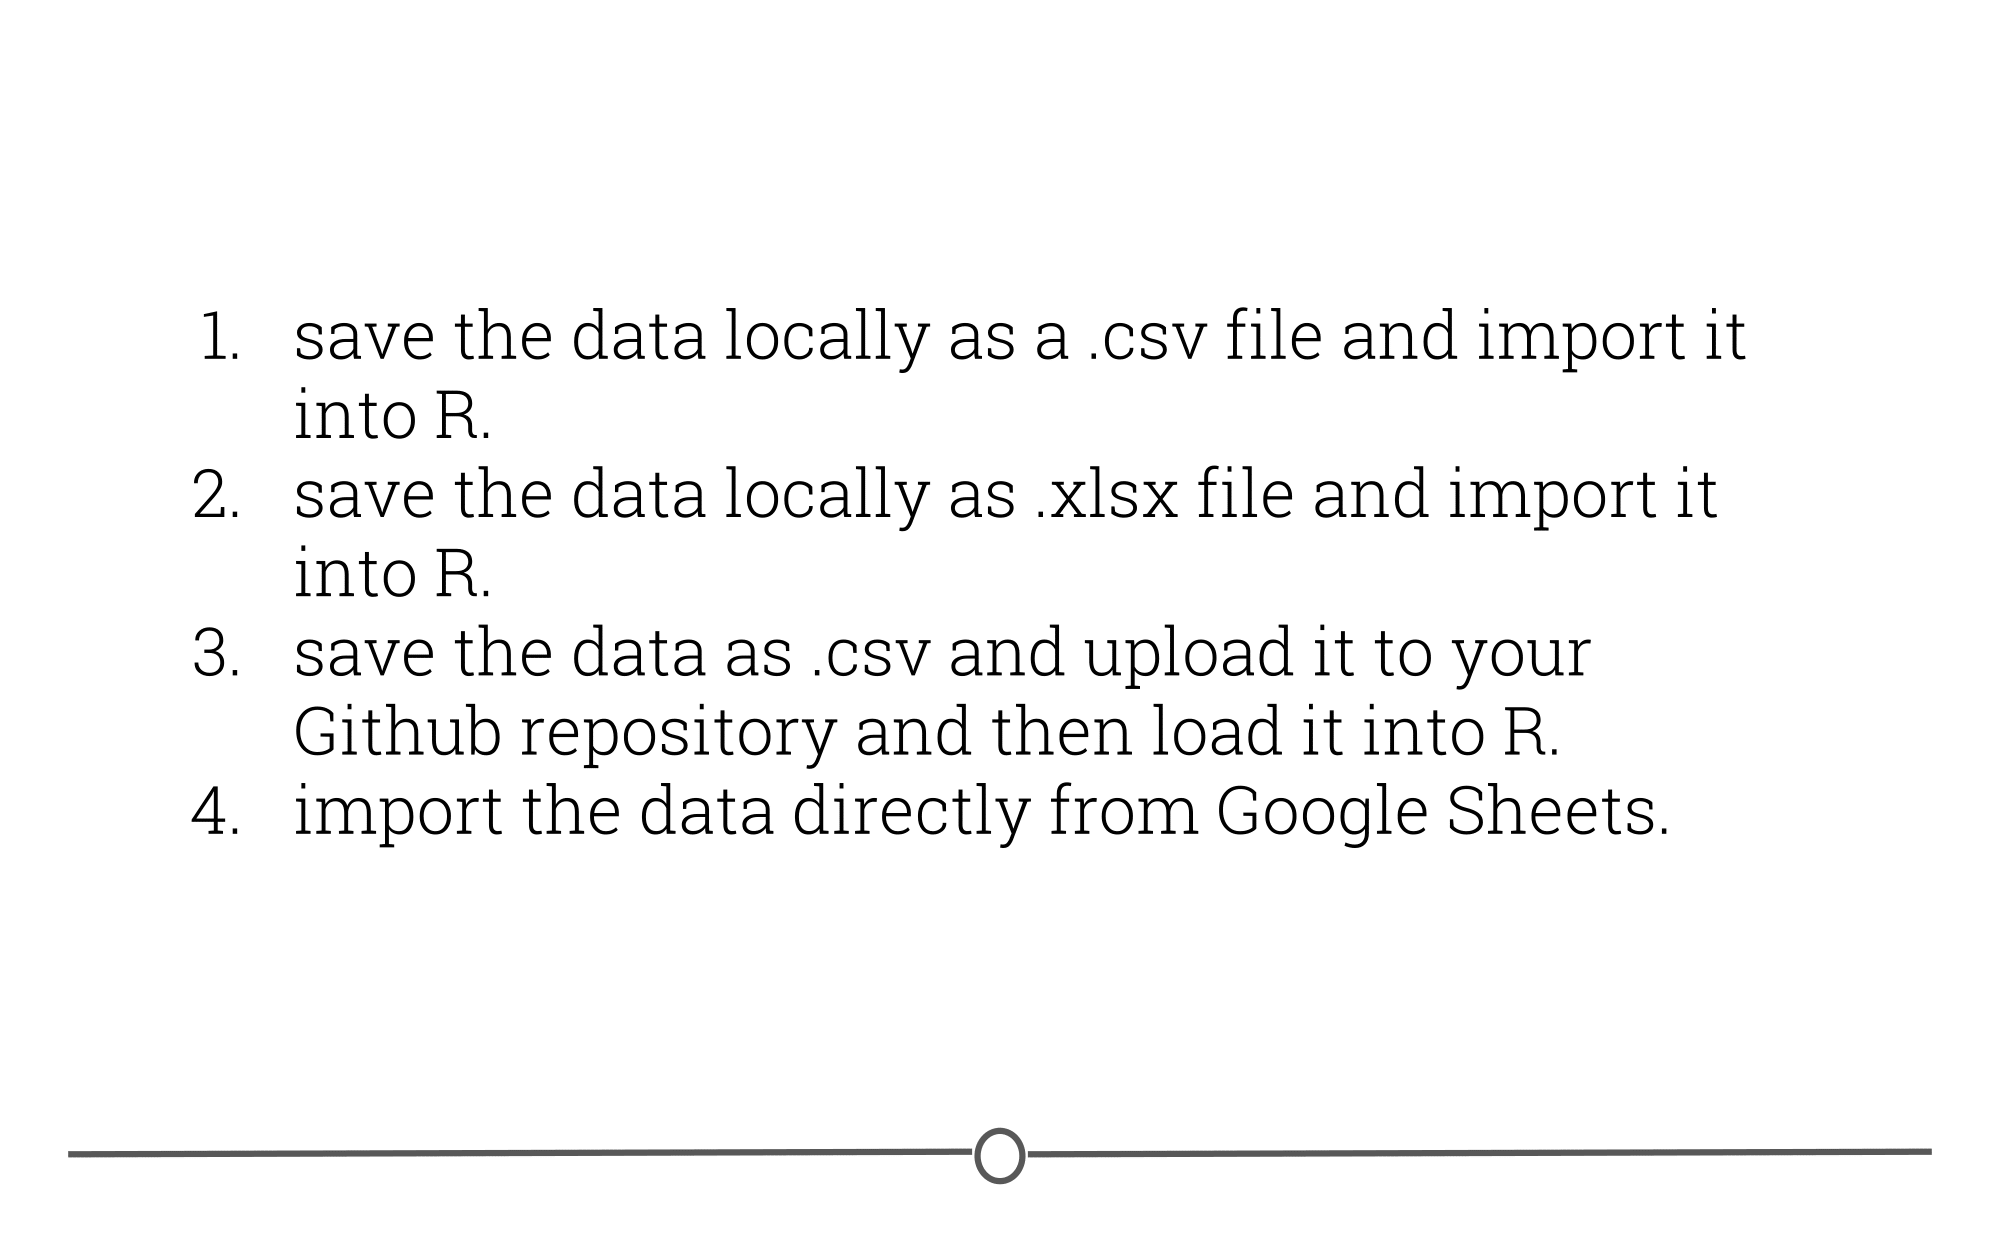 1. save the data locally as a .csv file and import it
into R.
2. save the data locally as .xlsx file and import it
into R.
3. save the data as .csv and upload it to your
Github repository and then load it into R.
4. import the data directly from Google Sheets.